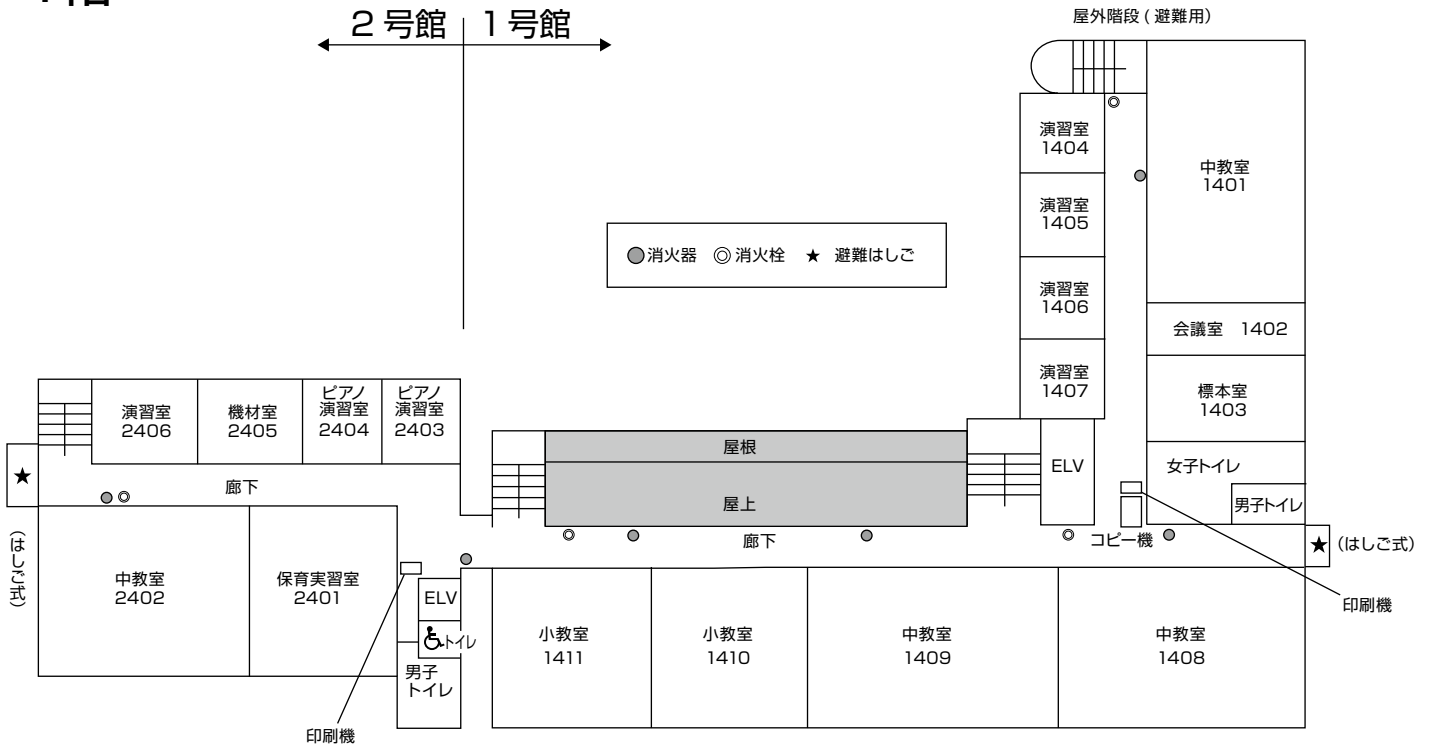 2号館
1号館
屋外階段(避難用)
演習室
1404
中教室
1401
演習室
1405
消火器
消火栓
★
避難はしご
演習室
1406
会議室 1402
演習室
1407
標本室
1403
演習室
2406
機材室
2405
ピアノ
演習室
2404
ピアノ
演習室
2403
屋根
ELV
女子トイレ
★
廊下
屋上
男子トイレ
(はしご式)
廊下
コピー機
★
(はしご式)
中教室
2402
保育実習室
2401
ELV
印刷機
トイレ
小教室
1411
小教室
1410
中教室
1409
中教室
1408
男子
トイレ
印刷機